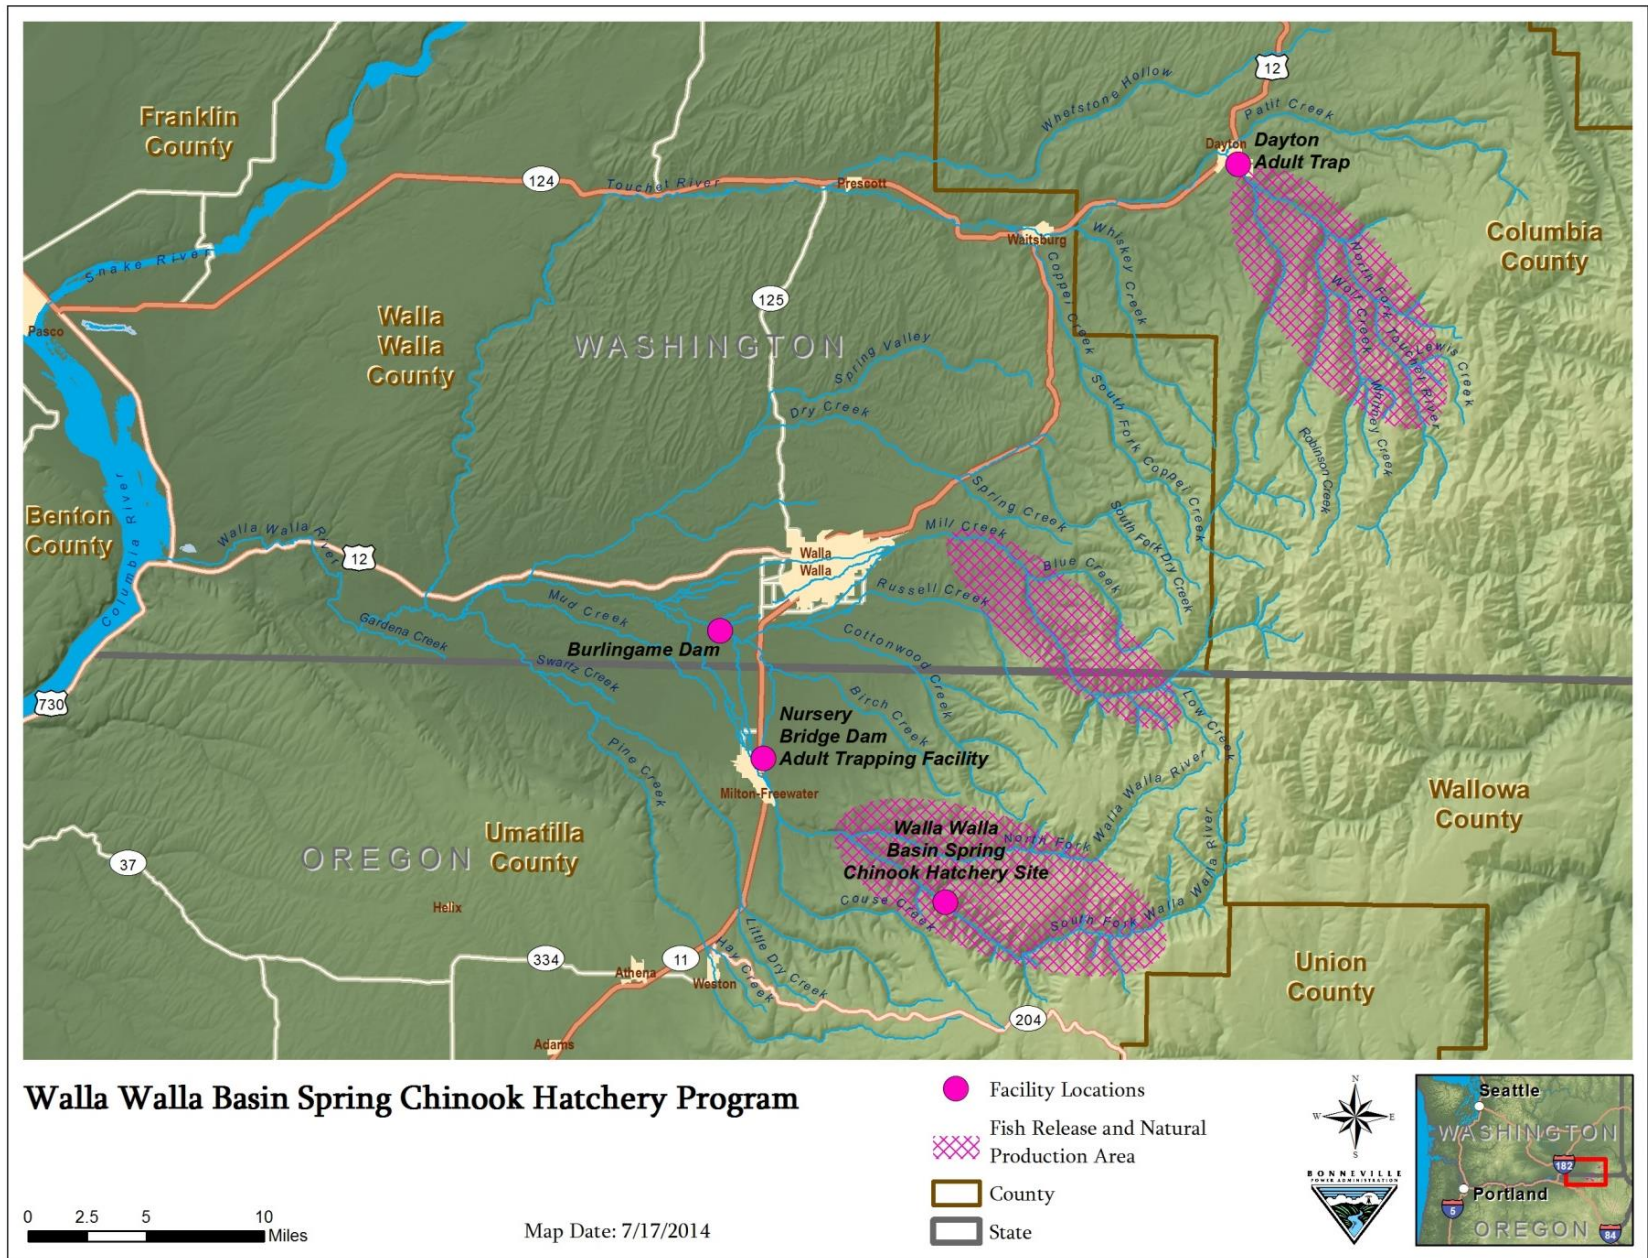 Franklin
County
Whetstone Hollow
12
Patit Creek
Dayton
Dayton
Adult Trap
124
Touchet River
Prescott
Columbia
County
Waitsburg
Whiskey Creek
North Fork Touchet River
Snake River
Coppei Creek
Wolf Creek
125
Pasco
Walla
Walla
County
WASHINGTON
Spring Valley
Lewis Creek
Dry Creek
South Fork Coppei Creek
Whitney Creek
Robinson Creek
Benton
County
Columbia River
Walla Walla River
12
Spring Creek
South Fork Dry Creek
Mill Creek
Walla
Walla
Blue Creek
Russell Creek
Mud Creek
Gardena Creek
Burlingame Dam
Cottonwood Creek
Swartz Creek
730
Birch Creek
Low Creek
Nursery
Bridge Dam
Adult Trapping Facility
Pine Creek
Milton-Freewater
Wallowa
County
Umatilla
County
OREGON
37
Walla Walla
Basin Spring
Chinook Hatchery Site
North Fork Walla Walla River
South Fork Walla Walla River
Couse Creek
Helix
Little Dry Creek
Hay Creek
334
11
Athena
Weston
Union
County
204
Adams
Walla Walla Basin Spring Chinook Hatchery Program
0 2.5 5 10
Miles
Map Date: 7/17/2014
Facility Locations
Fish Release and Natural
Production Area
County
State
N
W E
S
BONNEVILLE
POWER ADMINISTRATION
Seattle
WASHINGTON
182
Portland
5
OREGON
84